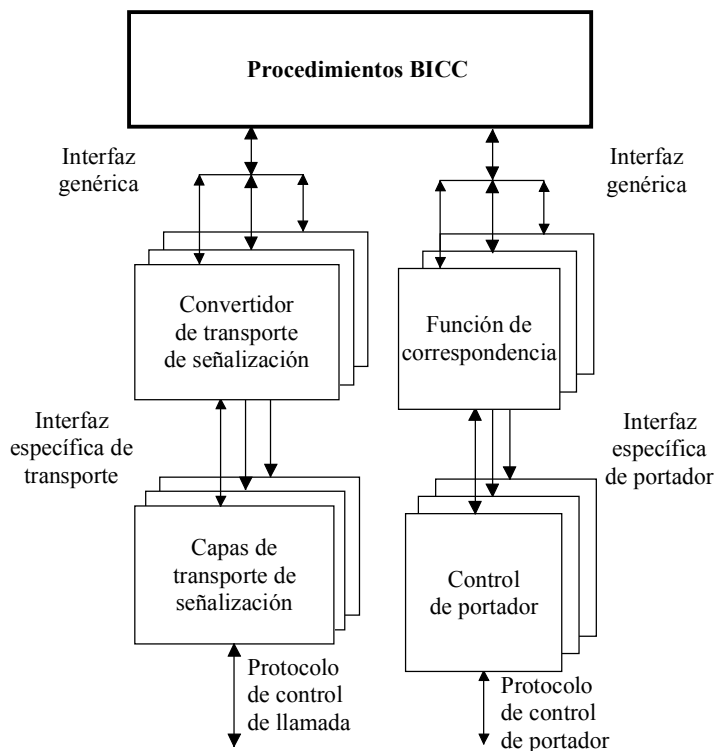 Procedimientos BICC
Interfaz
genérica
Interfaz
genérica
Convertidor
de transporte
de señalización
Función de
correspondencia
Interfaz
específica de
transporte
Interfaz
específica
de portador
Capas de
transporte de
señalización
Control
de portador
Protocolo
de control
de llamada
Protocolo
de control
de portador